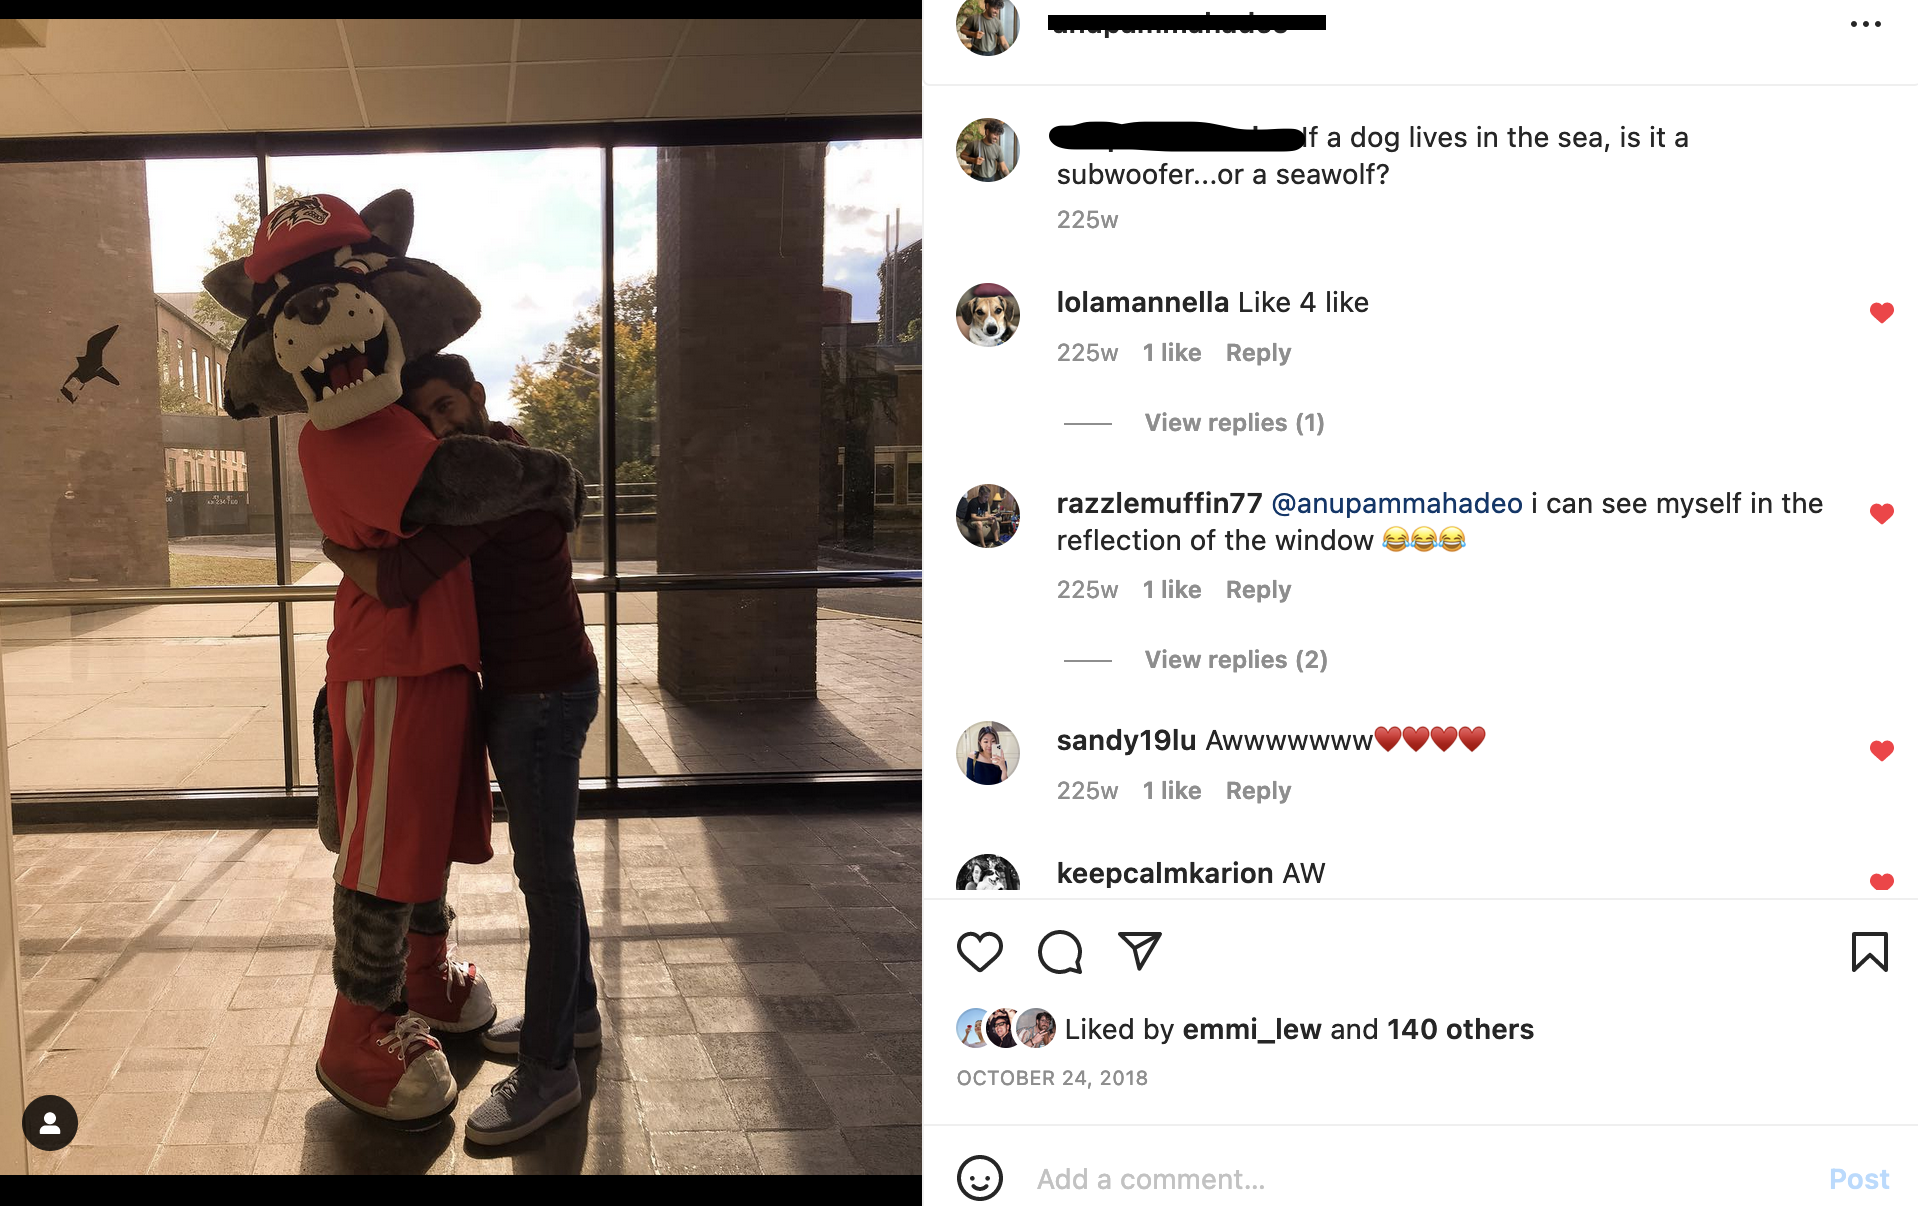 If a dog lives in the sea, is it a
subwoofer...or a seawolf?
225w
lolamannella Like 4 like
225w 1 like Reply
View replies (1)
razzlemuffin77 @anupammahadeo i can see myself in the
reflection of the window 😂😂😂
225w 1 like Reply
View replies (2)
sandy19lu Awwwwwww♥️♥️♥️♥️
225w 1 like Reply
keepcalmkarion AW
Liked by emmi_lew and 140 others
OCTOBER 24, 2018
Add a comment...
Post